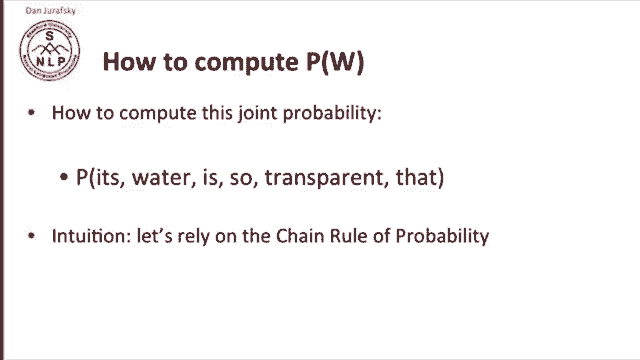 Dan Jurafsky
S
NLP
How to compute P(W)
• How to compute this joint probability:
• P(its, water, is, so, transparent, that)
• Intuition: let’s rely on the Chain Rule of Probability